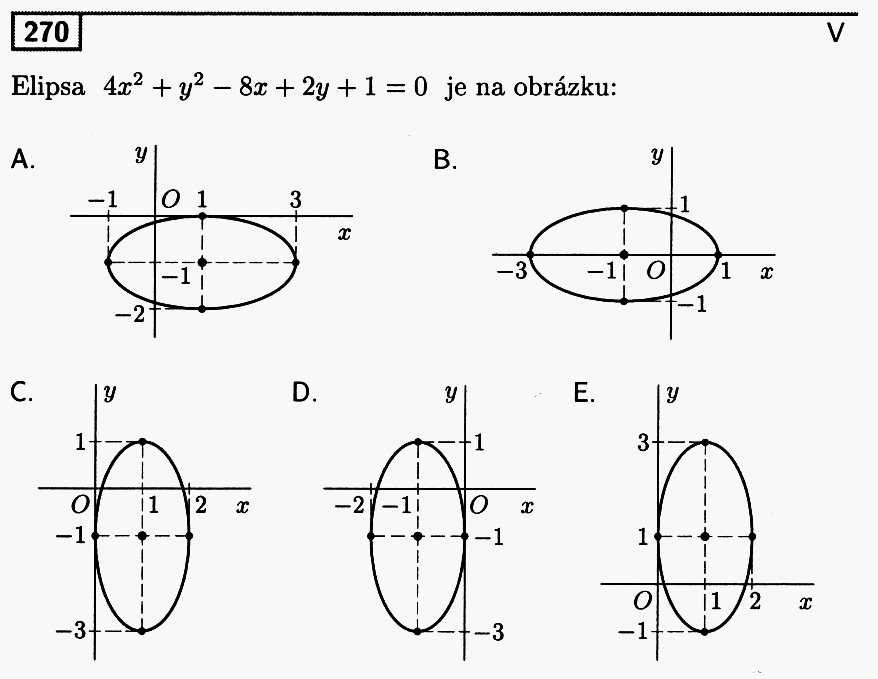 270 V
Elipsa 4x² + y² − 8x + 2y + 1 = 0 je na obrázku:
A. y
−1 O 1 3
x
−1
−2
B. y
1
−3 −1 O 1 x
−1
C. y
1
O 1 2 x
−1
−3
D. y
1
−2 −1 O x
−1
−3
E. y
3
1
O 1 2 x
−1